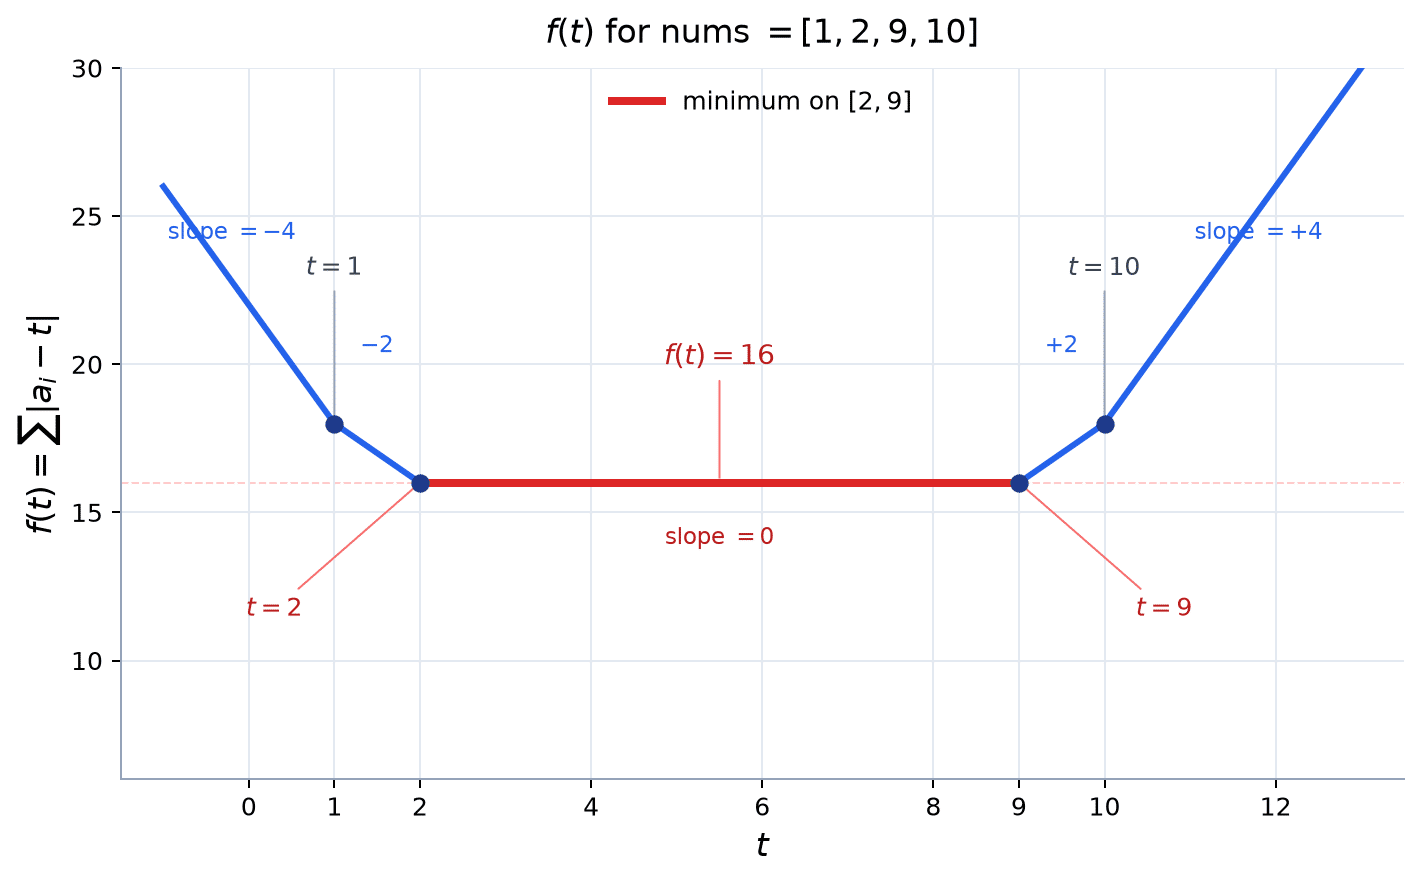 f(t) for nums = [1, 2, 9, 10]
minimum on [2, 9]
30
25
20
15
10
f(t) = ∑|aᵢ − t|
slope = −4
slope = +4
t = 1
t = 10
−2
+2
f(t) = 16
slope = 0
t = 2
t = 9
0 1 2 4 6 8 9 10 12
t